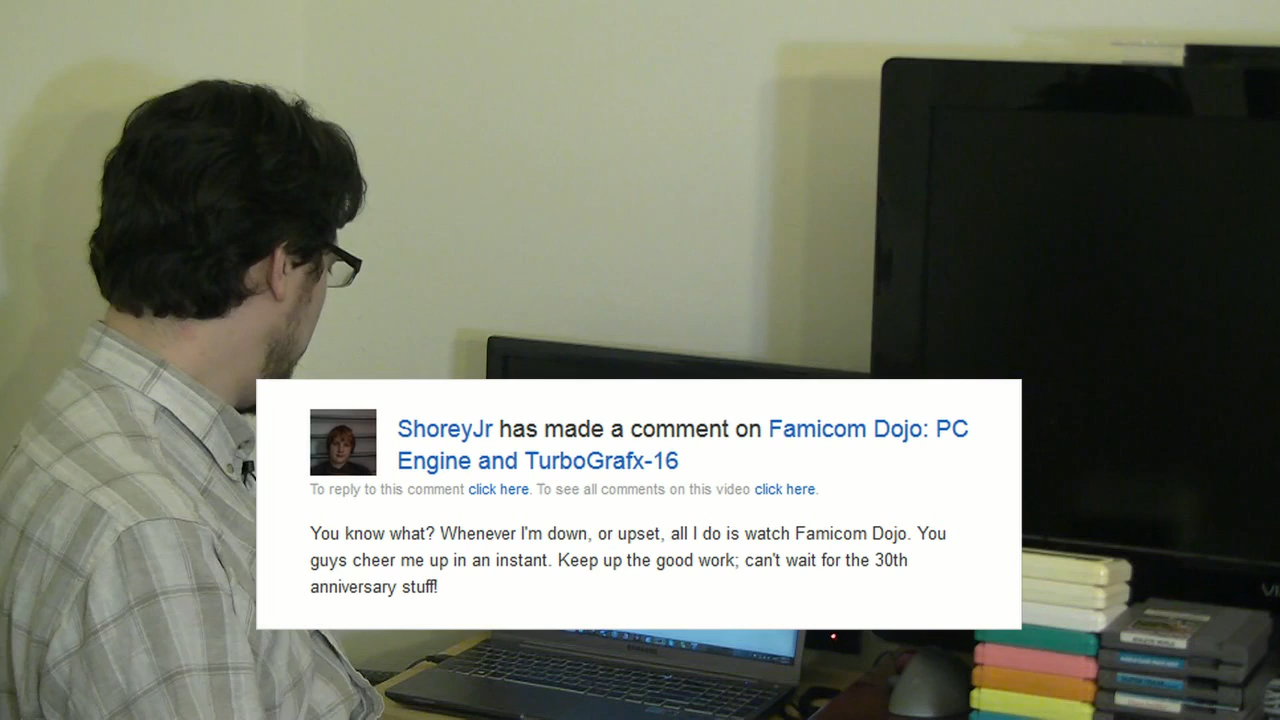 ShoreyJr has made a comment on Famicom Dojo: PC
Engine and TurboGrafx-16
To reply to this comment click here. To see all comments on this video click here.
You know what? Whenever I'm down, or upset, all I do is watch Famicom Dojo. You
guys cheer me up in an instant. Keep up the good work; can't wait for the 30th
anniversary stuff!
SAMSUNG